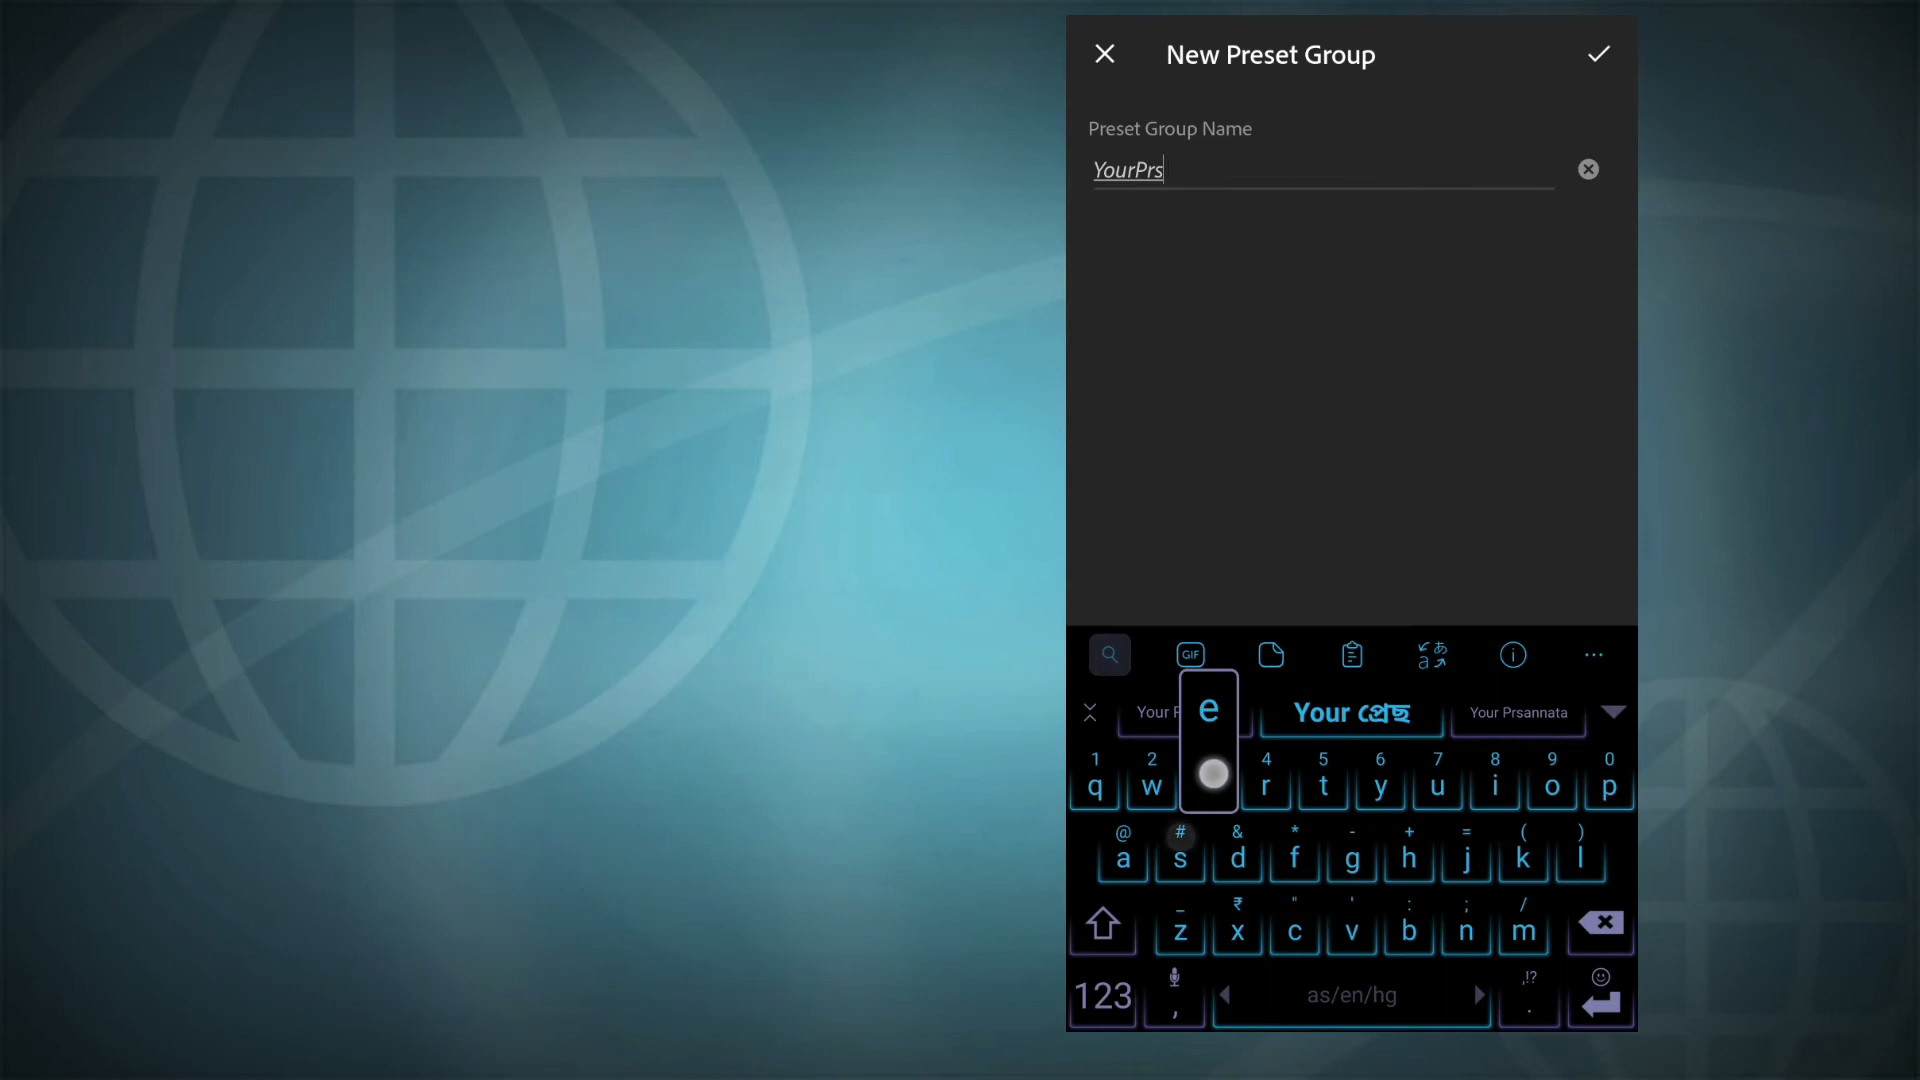 New Preset Group
Preset Group Name
YourPrs
GIF
Your প্ৰেছ
Your Prsannata
e
1 2 4 5 6 7 8 9 0
q w r t y u i o p
@ # & * - + = ( )
a s d f g h j k l
_ ₹ " ' : ; /
z x c v b n m
,!?
123 , as/en/hg .